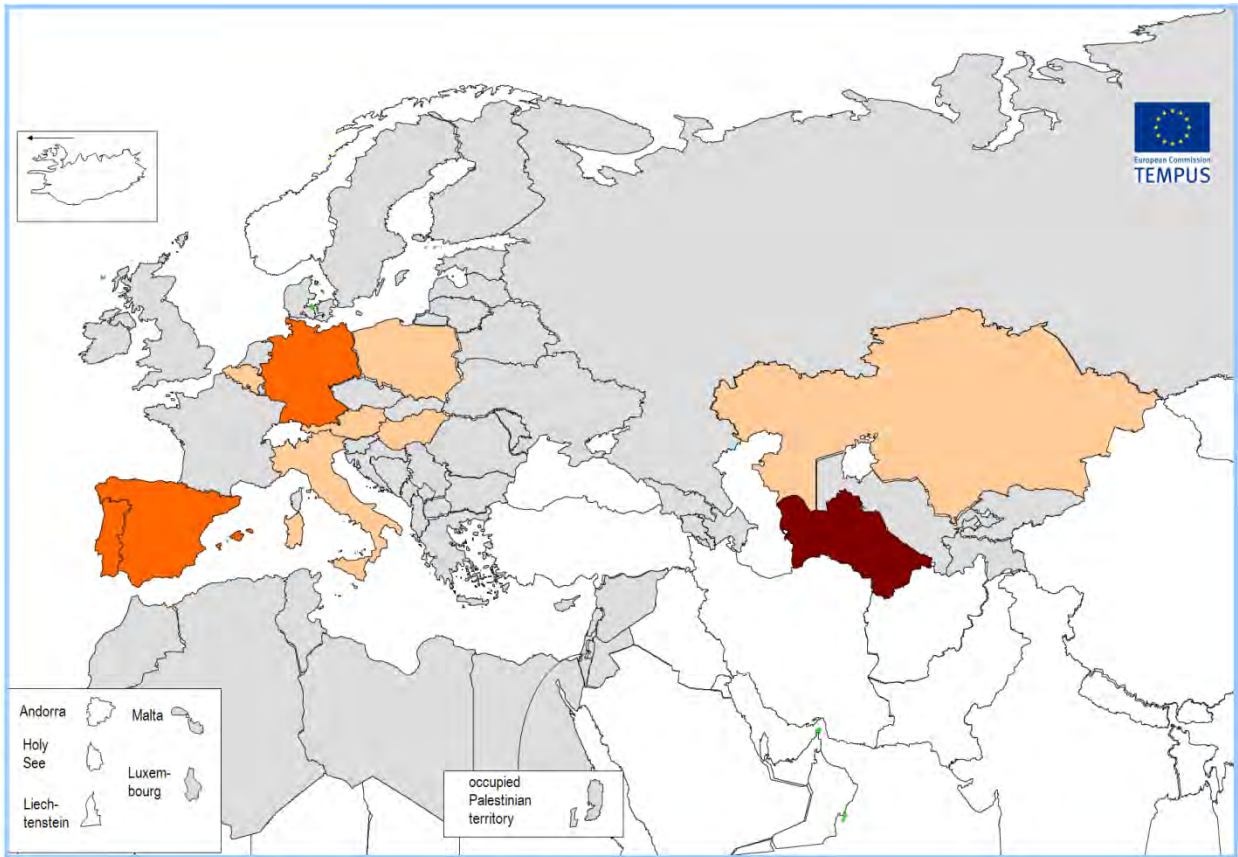 European Commission
TEMPUS
Andorra
Malta
Holy
See
Luxem-
bourg
Liech-
tenstein
occupied
Palestinian
territory